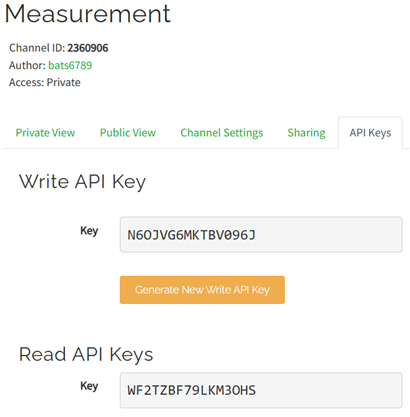 Measurement
Channel ID: 2360906
Author: bats6789
Access: Private
Private View Public View Channel Settings Sharing API Keys
Write API Key
Key N6OJVG6MKTBV096J
Generate New Write API Key
Read API Keys
Key WF2TZBF79LKM3OHS